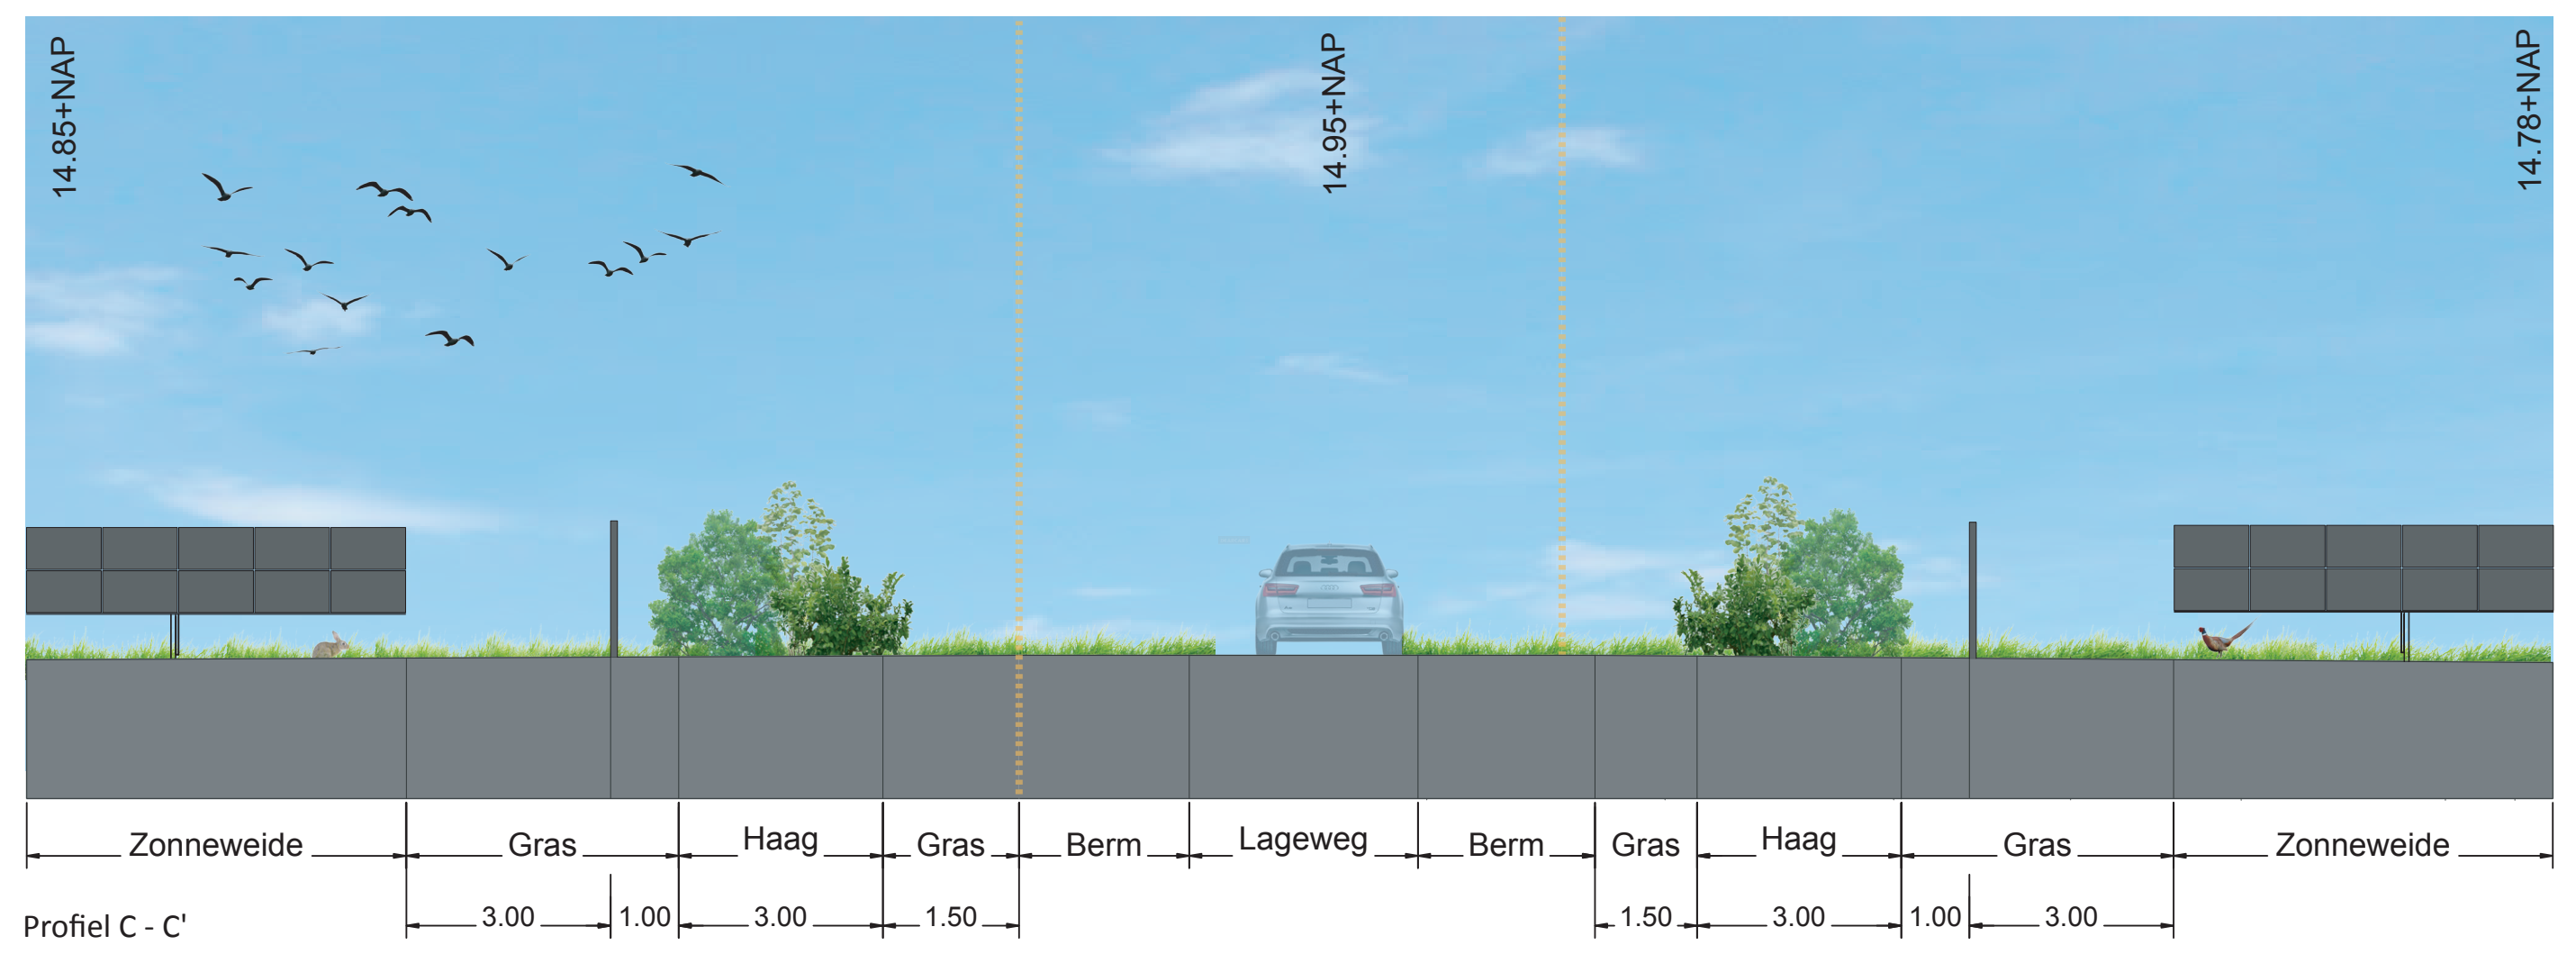 14.85+NAP
14.95+NAP
14.78+NAP
Zonneweide Gras Haag Gras Berm Lageweg Berm Gras Haag Gras Zonneweide
3.00 1.00 3.00 1.50 1.50 3.00 1.00 3.00
Profiel C - C'